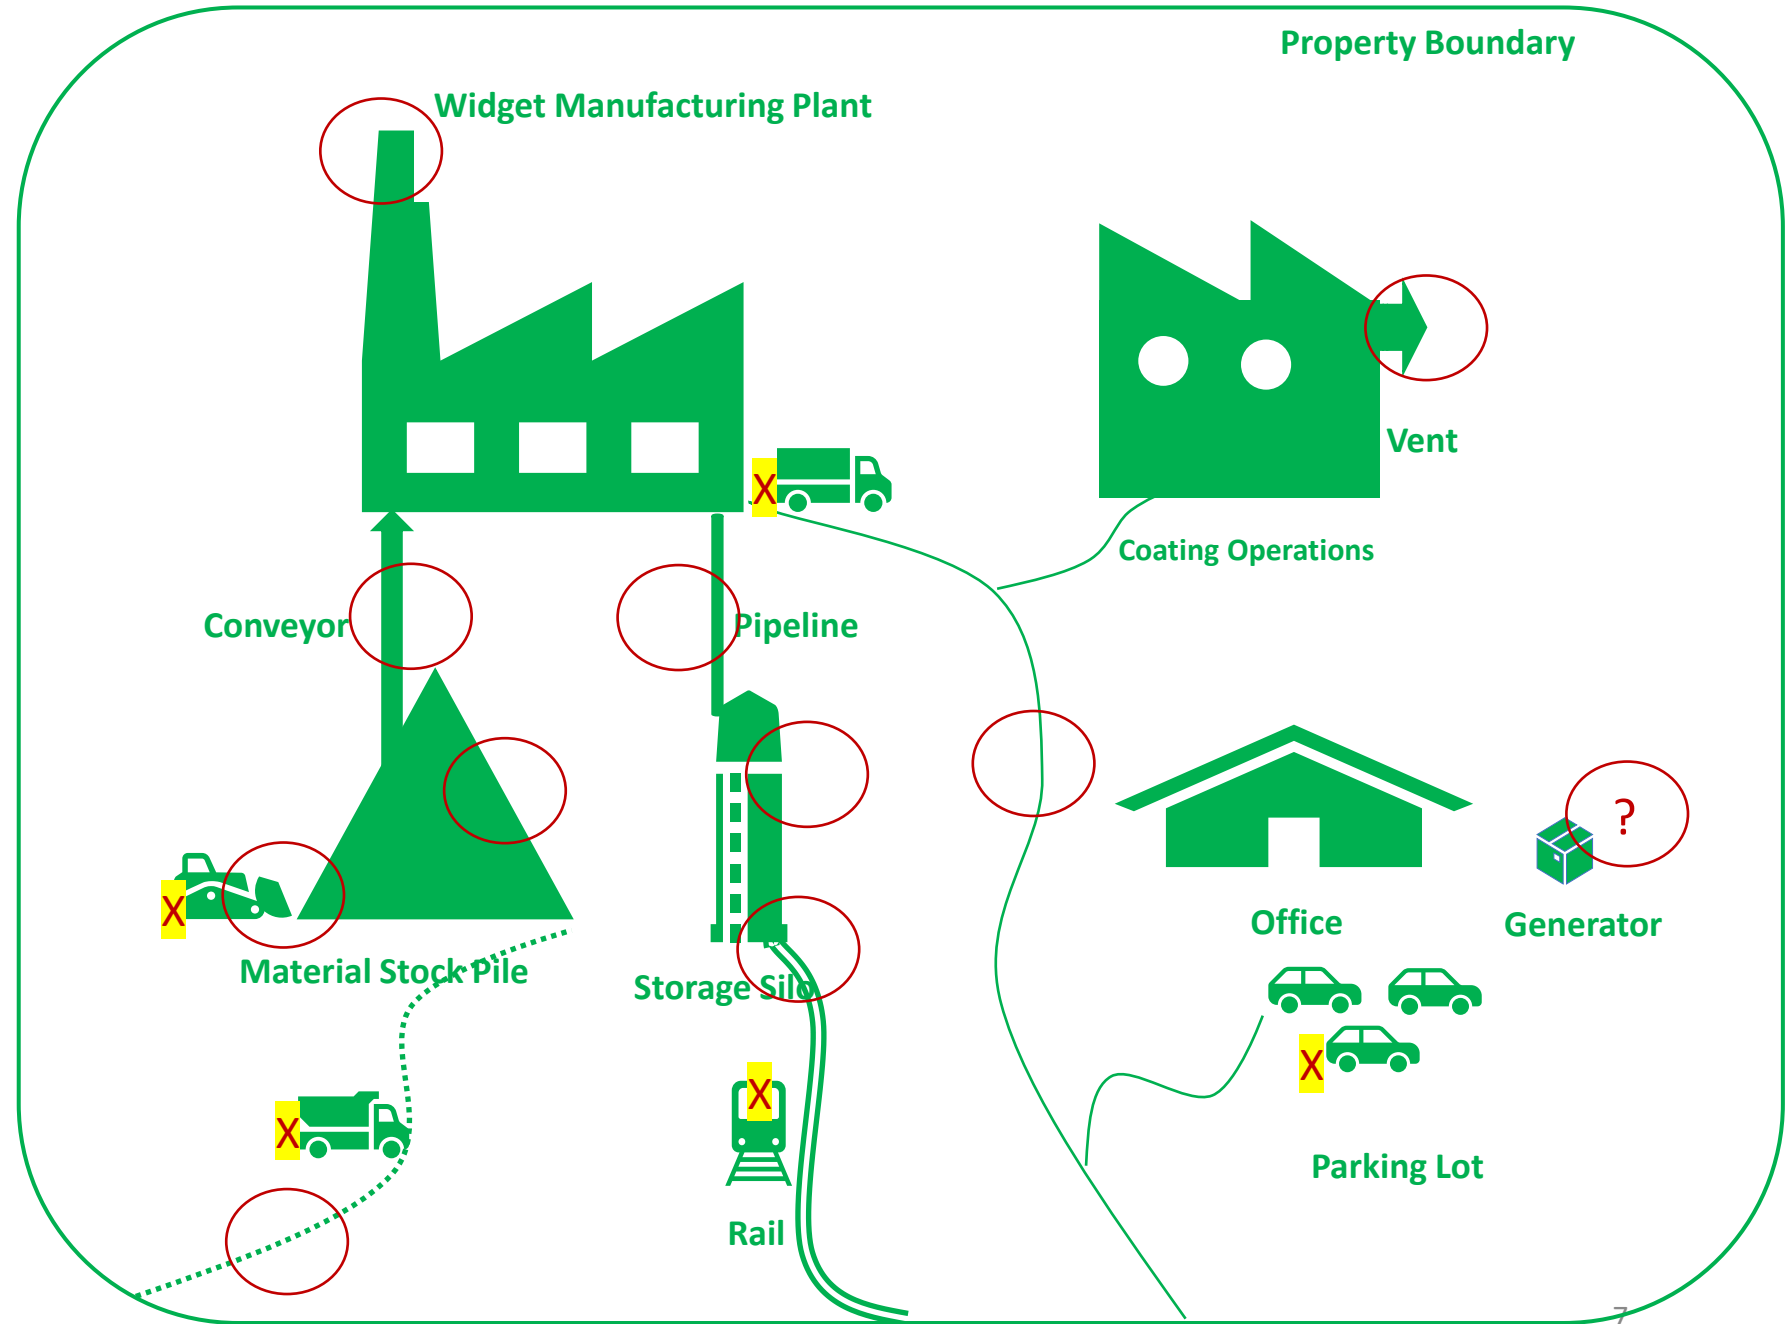 Property Boundary
Widget Manufacturing Plant
Vent
X
Coating Operations
Conveyor
Pipeline
?
X
Office
Generator
Material Stock Pile
Storage Silo
X
X
X
Parking Lot
Rail
7